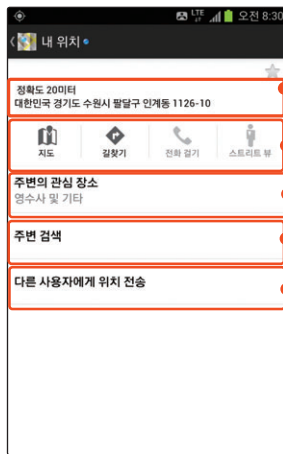 LTE 오전 8:30
내 위치
정확도 20미터
대한민국 경기도 수원시 팔달구 인계동 1126-10
지도 길찾기 전화 걸기 스트리트 뷰
주변의 관심 장소
영수사 및 기타
주변 검색
다른 사용자에게 위치 전송